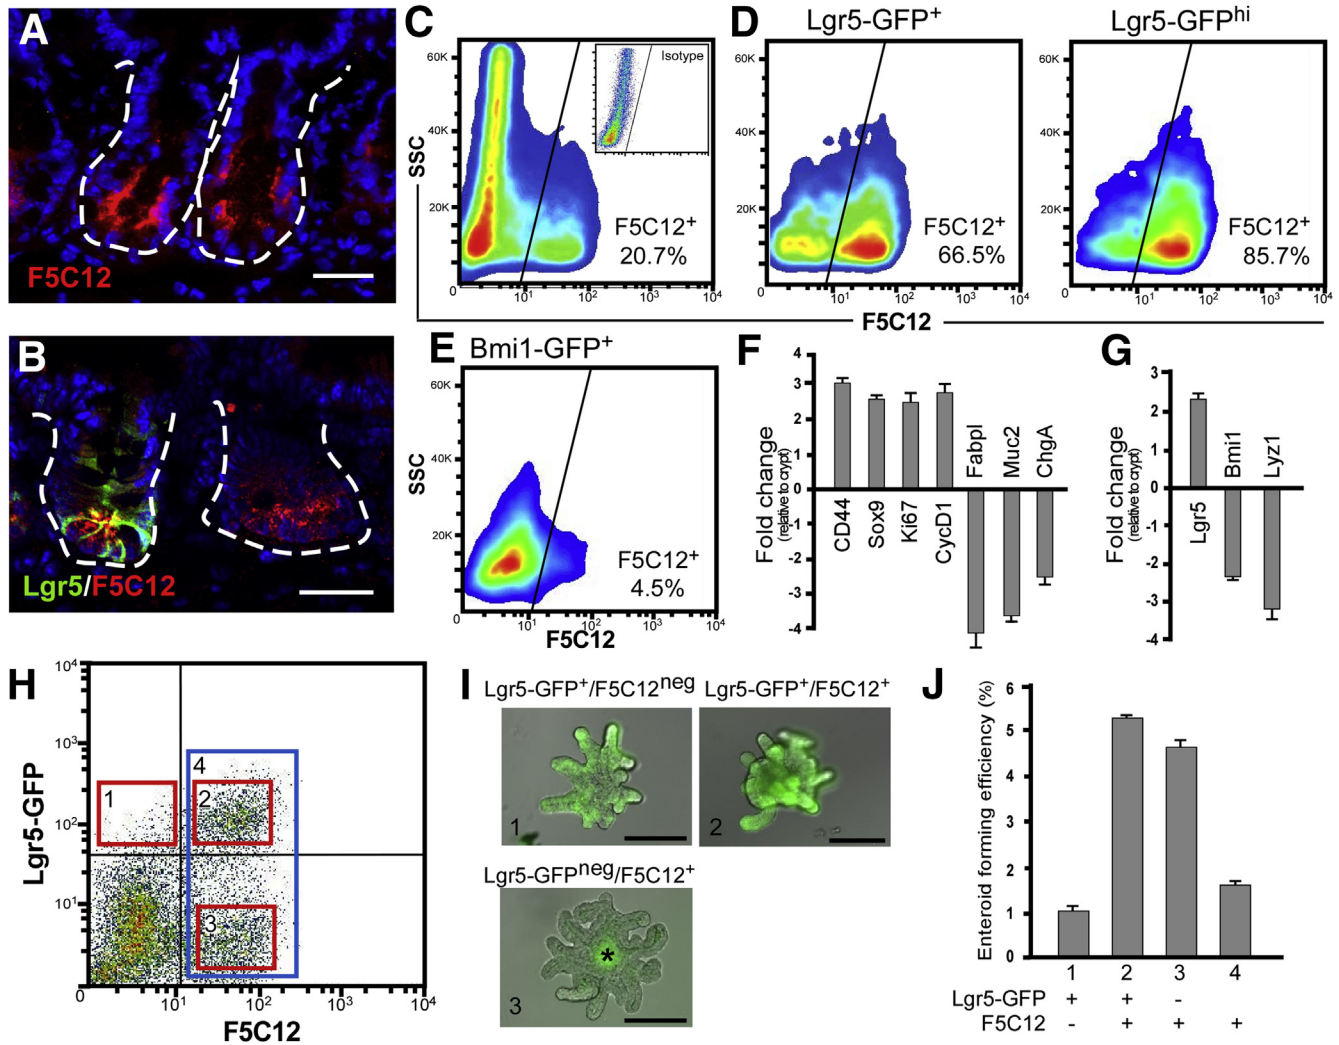 A
F5C12
B
Lgr5/F5C12
C
60K
40K
20K
0
SSC
Isotype
F5C12+
20.7%
10¹ 10² 10³ 10⁴
D
Lgr5-GFP+
60K
40K
20K
0
F5C12+
66.5%
10¹ 10² 10³ 10⁴
Lgr5-GFPhi
60K
40K
20K
0
F5C12+
85.7%
10¹ 10² 10³ 10⁴
F5C12
E
Bmi1-GFP+
60K
40K
20K
0
SSC
F5C12+
4.5%
10¹ 10² 10³ 10⁴
F5C12
F
4
3
2
1
0
-1
-2
-3
-4
Fold change
(relative to crypt)
CD44
Sox9
Ki67
CycD1
Fabpl
Muc2
ChgA
G
3
2
1
0
-1
-2
-3
-4
Fold change
(relative to crypt)
Lgr5
Bmi1
Lyz1
H
10⁴
10³
10²
10¹
Lgr5-GFP
1
4
2
3
0 10¹ 10² 10³ 10⁴
F5C12
I
Lgr5-GFP+/F5C12neg
1
Lgr5-GFP+/F5C12+
2
Lgr5-GFPneg/F5C12+
*
3
J
6
5
4
3
2
1
0
Enteroid forming efficiency (%)
1 2 3 4
Lgr5-GFP + + -
F5C12 - + + +